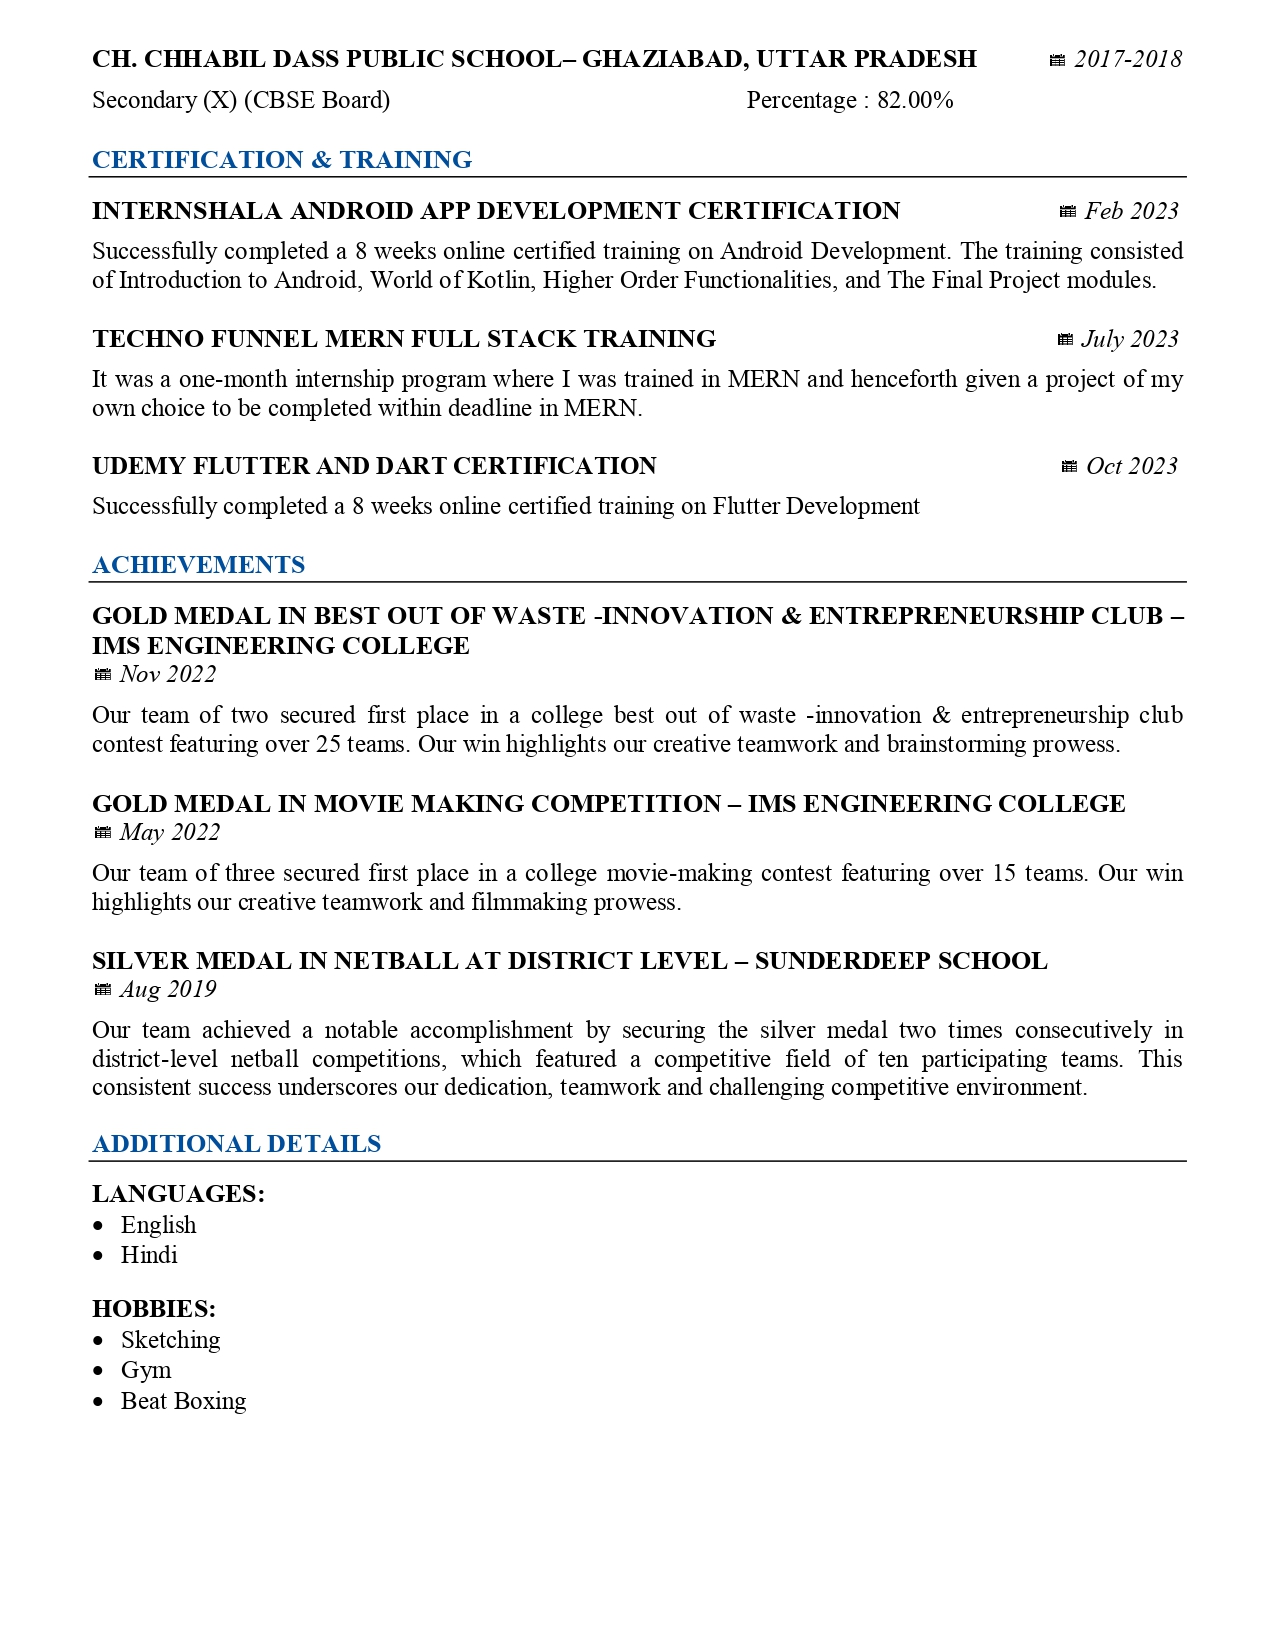 CH. CHHABIL DASS PUBLIC SCHOOL– GHAZIABAD, UTTAR PRADESH 2017-2018
Secondary (X) (CBSE Board) Percentage : 82.00%
CERTIFICATION & TRAINING
INTERNSHALA ANDROID APP DEVELOPMENT CERTIFICATION Feb 2023
Successfully completed a 8 weeks online certified training on Android Development. The training consisted
of Introduction to Android, World of Kotlin, Higher Order Functionalities, and The Final Project modules.
TECHNO FUNNEL MERN FULL STACK TRAINING July 2023
It was a one-month internship program where I was trained in MERN and henceforth given a project of my
own choice to be completed within deadline in MERN.
UDEMY FLUTTER AND DART CERTIFICATION Oct 2023
Successfully completed a 8 weeks online certified training on Flutter Development
ACHIEVEMENTS
GOLD MEDAL IN BEST OUT OF WASTE -INNOVATION & ENTREPRENEURSHIP CLUB –
IMS ENGINEERING COLLEGE
Nov 2022
Our team of two secured first place in a college best out of waste -innovation & entrepreneurship club
contest featuring over 25 teams. Our win highlights our creative teamwork and brainstorming prowess.
GOLD MEDAL IN MOVIE MAKING COMPETITION – IMS ENGINEERING COLLEGE
May 2022
Our team of three secured first place in a college movie-making contest featuring over 15 teams. Our win
highlights our creative teamwork and filmmaking prowess.
SILVER MEDAL IN NETBALL AT DISTRICT LEVEL – SUNDERDEEP SCHOOL
Aug 2019
Our team achieved a notable accomplishment by securing the silver medal two times consecutively in
district-level netball competitions, which featured a competitive field of ten participating teams. This
consistent success underscores our dedication, teamwork and challenging competitive environment.
ADDITIONAL DETAILS
LANGUAGES:
• English
• Hindi
HOBBIES:
• Sketching
• Gym
• Beat Boxing